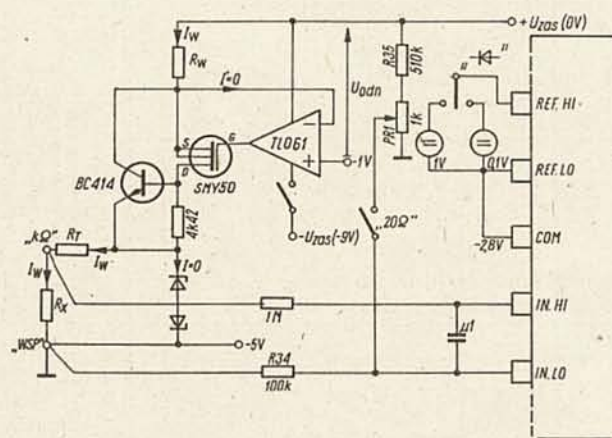 +Uzas (0V)
Iw
Rw
I=0
Uodn
R35
510k
PR1
1k
S
G
D
SMY50
TL061
−
+
-1V
BC414
4k42
-Uzas(-9V)
„20Ω"
REF. HI
1V
0,1V
REF. LO
-2,8V
COM
„kΩ"
RT
Iw
I=0
Iw
RX
1M
IN. HI
µ1
„WSP"
-5V
R34
100k
IN. LO